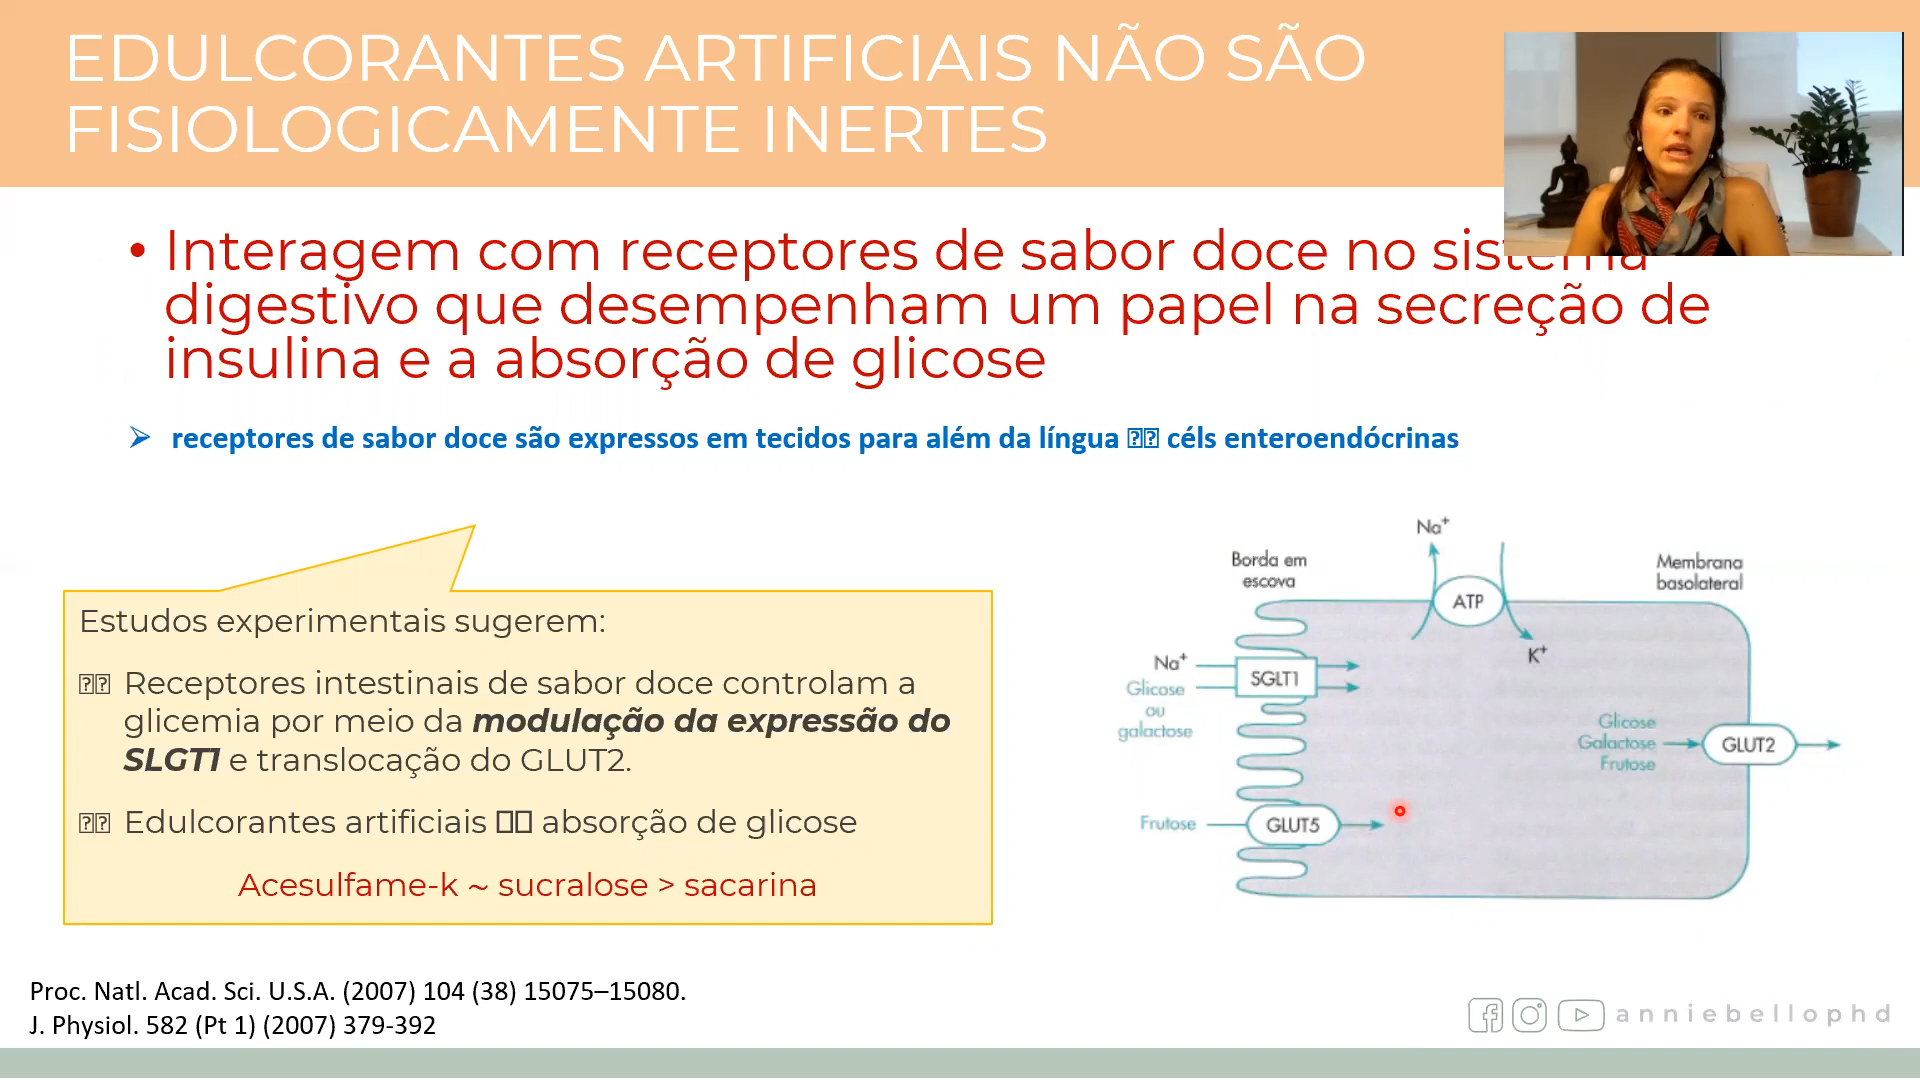 EDULCORANTES ARTIFICIAIS NÃO SÃO
FISIOLOGICAMENTE INERTES
• Interagem com receptores de sabor doce no sistema
digestivo que desempenham um papel na secreção de
insulina e a absorção de glicose
➢ receptores de sabor doce são expressos em tecidos para além da língua ⍰⍰ céls enteroendócrinas
Estudos experimentais sugerem:
⍰⍰ Receptores intestinais de sabor doce controlam a
glicemia por meio da modulação da expressão do
SLGT1 e translocação do GLUT2.
⍰⍰ Edulcorantes artificiais ▯▯ absorção de glicose
Acesulfame-k ~ sucralose > sacarina
Na⁺
Borda em
escova
Membrana
basolateral
ATP
K⁺
Na⁺
SGLT1
Glicose
ou
galactose
Glicose
Galactose
Frutose
GLUT2
Frutose
GLUT5
Proc. Natl. Acad. Sci. U.S.A. (2007) 104 (38) 15075–15080.
J. Physiol. 582 (Pt 1) (2007) 379-392
anniebellophd